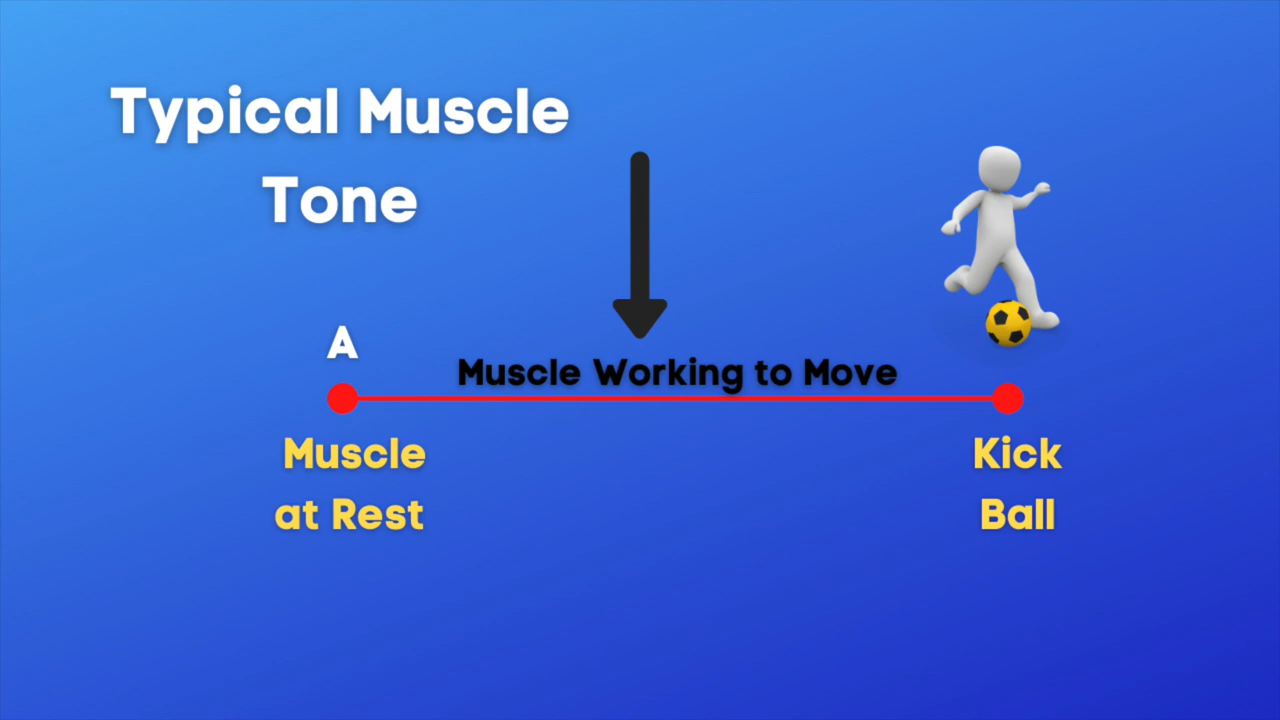 Typical Muscle
Tone
A
Muscle Working to Move
Muscle
at Rest
Kick
Ball